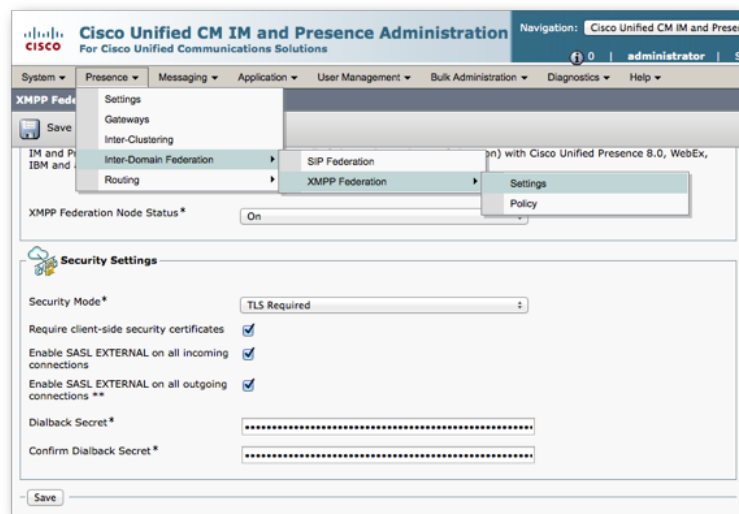 CISCO
Cisco Unified CM IM and Presence Administration
For Cisco Unified Communications Solutions
Navigation: Cisco Unified CM IM and
0 | administrator |
System Presence Messaging Application User Management Bulk Administration Diagnostics Help
XMPP
Save
Settings
Gateways
Inter-Clustering
Inter-Domain Federation
Routing
SIP Federation
XMPP Federation
Settings
Policy
IM and
with Cisco Unified Presence 8.0, WebEx,
IBM and
XMPP Federation Node Status*
On
Security Settings
Security Mode*
TLS Required
Require client-side security certificates
Enable SASL EXTERNAL on all incoming
connections
Enable SASL EXTERNAL on all outgoing
connections **
Dialback Secret*
Confirm Dialback Secret*
Save